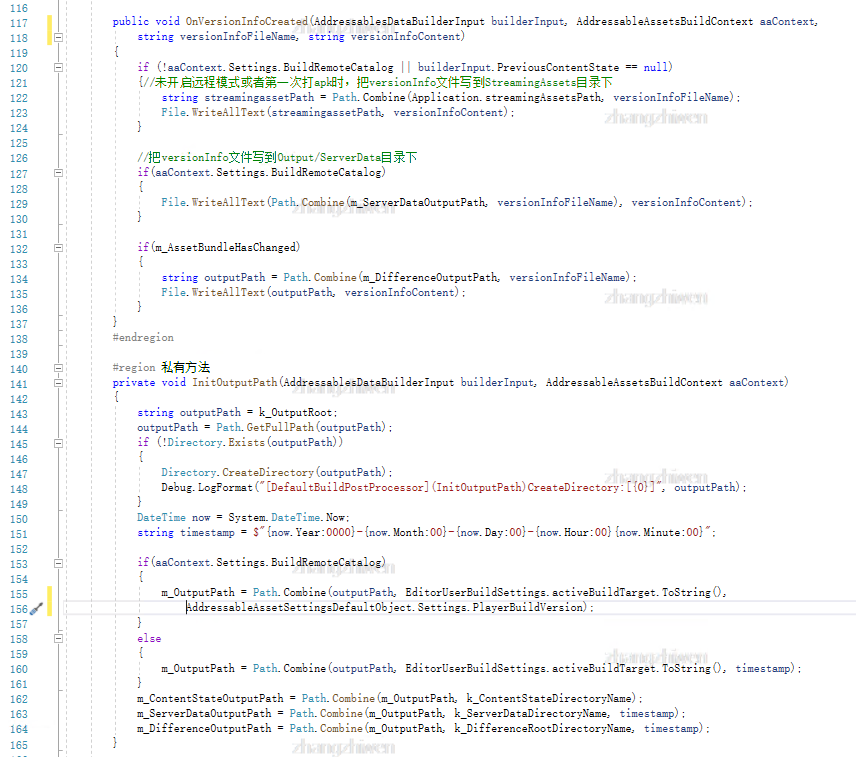 116
117 public void OnVersionInfoCreated(AddressablesDataBuilderInput builderInput, AddressableAssetsBuildContext aaContext,
118 string versionInfoFileName, string versionInfoContent)
119 {
120 if (!aaContext.Settings.BuildRemoteCatalog || builderInput.PreviousContentState == null)
121 {//未开启远程模式或者第一次打apk时，把versionInfo文件写到StreamingAssets目录下
122 string streamingassetPath = Path.Combine(Application.streamingAssetsPath, versionInfoFileName);
123 File.WriteAllText(streamingassetPath, versionInfoContent);
124 }
125
126 //把versionInfo文件写到Output/ServerData目录下
127 if(aaContext.Settings.BuildRemoteCatalog)
128 {
129 File.WriteAllText(Path.Combine(m_ServerDataOutputPath, versionInfoFileName), versionInfoContent);
130 }
131
132 if(m_AssetBundleHasChanged)
133 {
134 string outputPath = Path.Combine(m_DifferenceOutputPath, versionInfoFileName);
135 File.WriteAllText(outputPath, versionInfoContent);
136 }
137 }
138 #endregion
139
140 #region 私有方法
141 private void InitOutputPath(AddressablesDataBuilderInput builderInput, AddressableAssetsBuildContext aaContext)
142 {
143 string outputPath = k_OutputRoot;
144 outputPath = Path.GetFullPath(outputPath);
145 if (!Directory.Exists(outputPath))
146 {
147 Directory.CreateDirectory(outputPath);
148 Debug.LogFormat("[DefaultBuildPostProcessor](InitOutputPath)CreateDirectory:[{0}]", outputPath);
149 }
150 DateTime now = System.DateTime.Now;
151 string timestamp = $"{now.Year:0000}-{now.Month:00}-{now.Day:00}-{now.Hour:00}{now.Minute:00}";
152
153 if(aaContext.Settings.BuildRemoteCatalog)
154 {
155 m_OutputPath = Path.Combine(outputPath, EditorUserBuildSettings.activeBuildTarget.ToString(),
156 AddressableAssetSettingsDefaultObject.Settings.PlayerBuildVersion);
157 }
158 else
159 {
160 m_OutputPath = Path.Combine(outputPath, EditorUserBuildSettings.activeBuildTarget.ToString(), timestamp);
161 }
162 m_ContentStateOutputPath = Path.Combine(m_OutputPath, k_ContentStateDirectoryName);
163 m_ServerDataOutputPath = Path.Combine(m_OutputPath, k_ServerDataDirectoryName, timestamp);
164 m_DifferenceOutputPath = Path.Combine(m_OutputPath, k_DifferenceRootDirectoryName, timestamp);
165 }
zhangzhiwen